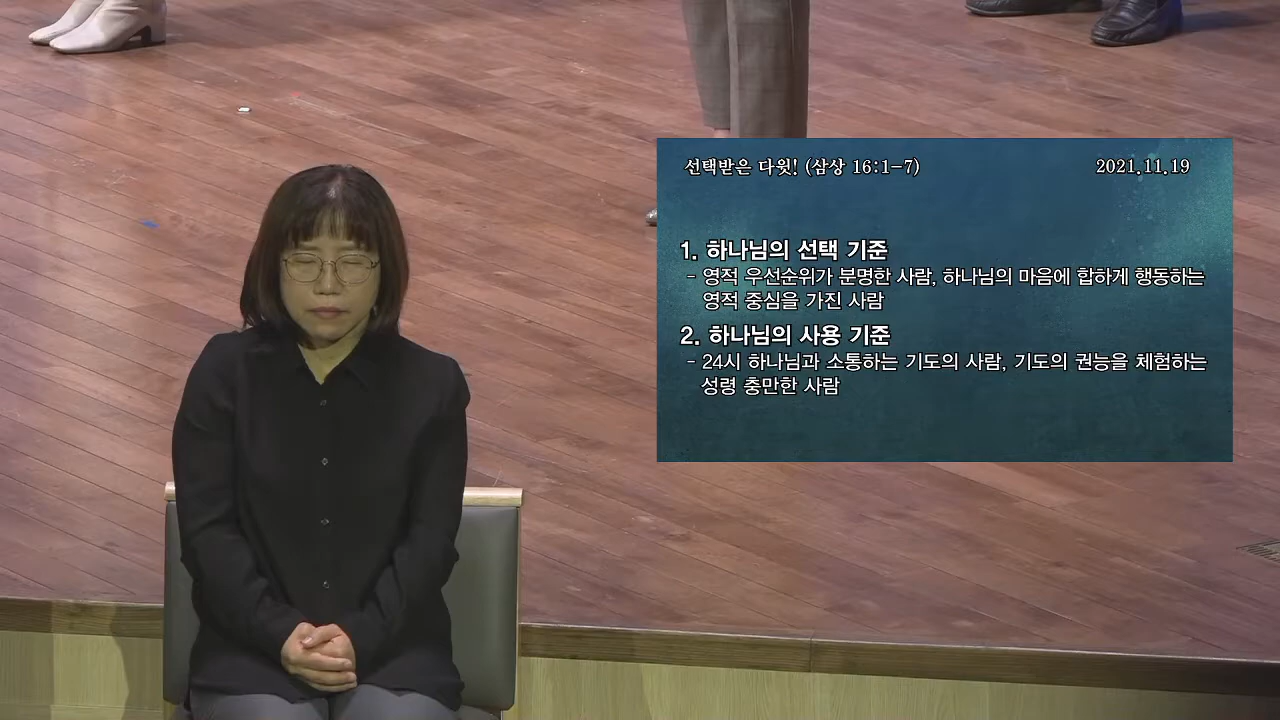 선택받은 다윗! (삼상 16:1-7) 2021.11.19
1. 하나님의 선택 기준
- 영적 우선순위가 분명한 사람, 하나님의 마음에 합하게 행동하는
영적 중심을 가진 사람
2. 하나님의 사용 기준
- 24시 하나님과 소통하는 기도의 사람, 기도의 권능을 체험하는
성령 충만한 사람